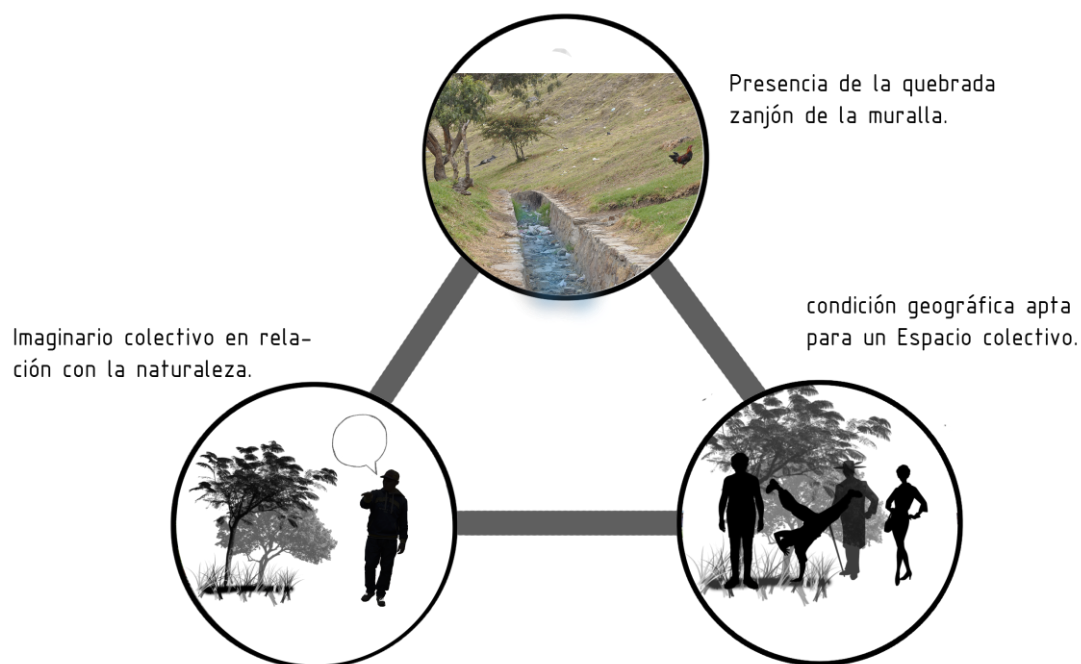 Presencia de la quebrada
zanjón de la muralla.
condición geográfica apta
para un Espacio colectivo.
Imaginario colectivo en rela-
ción con la naturaleza.